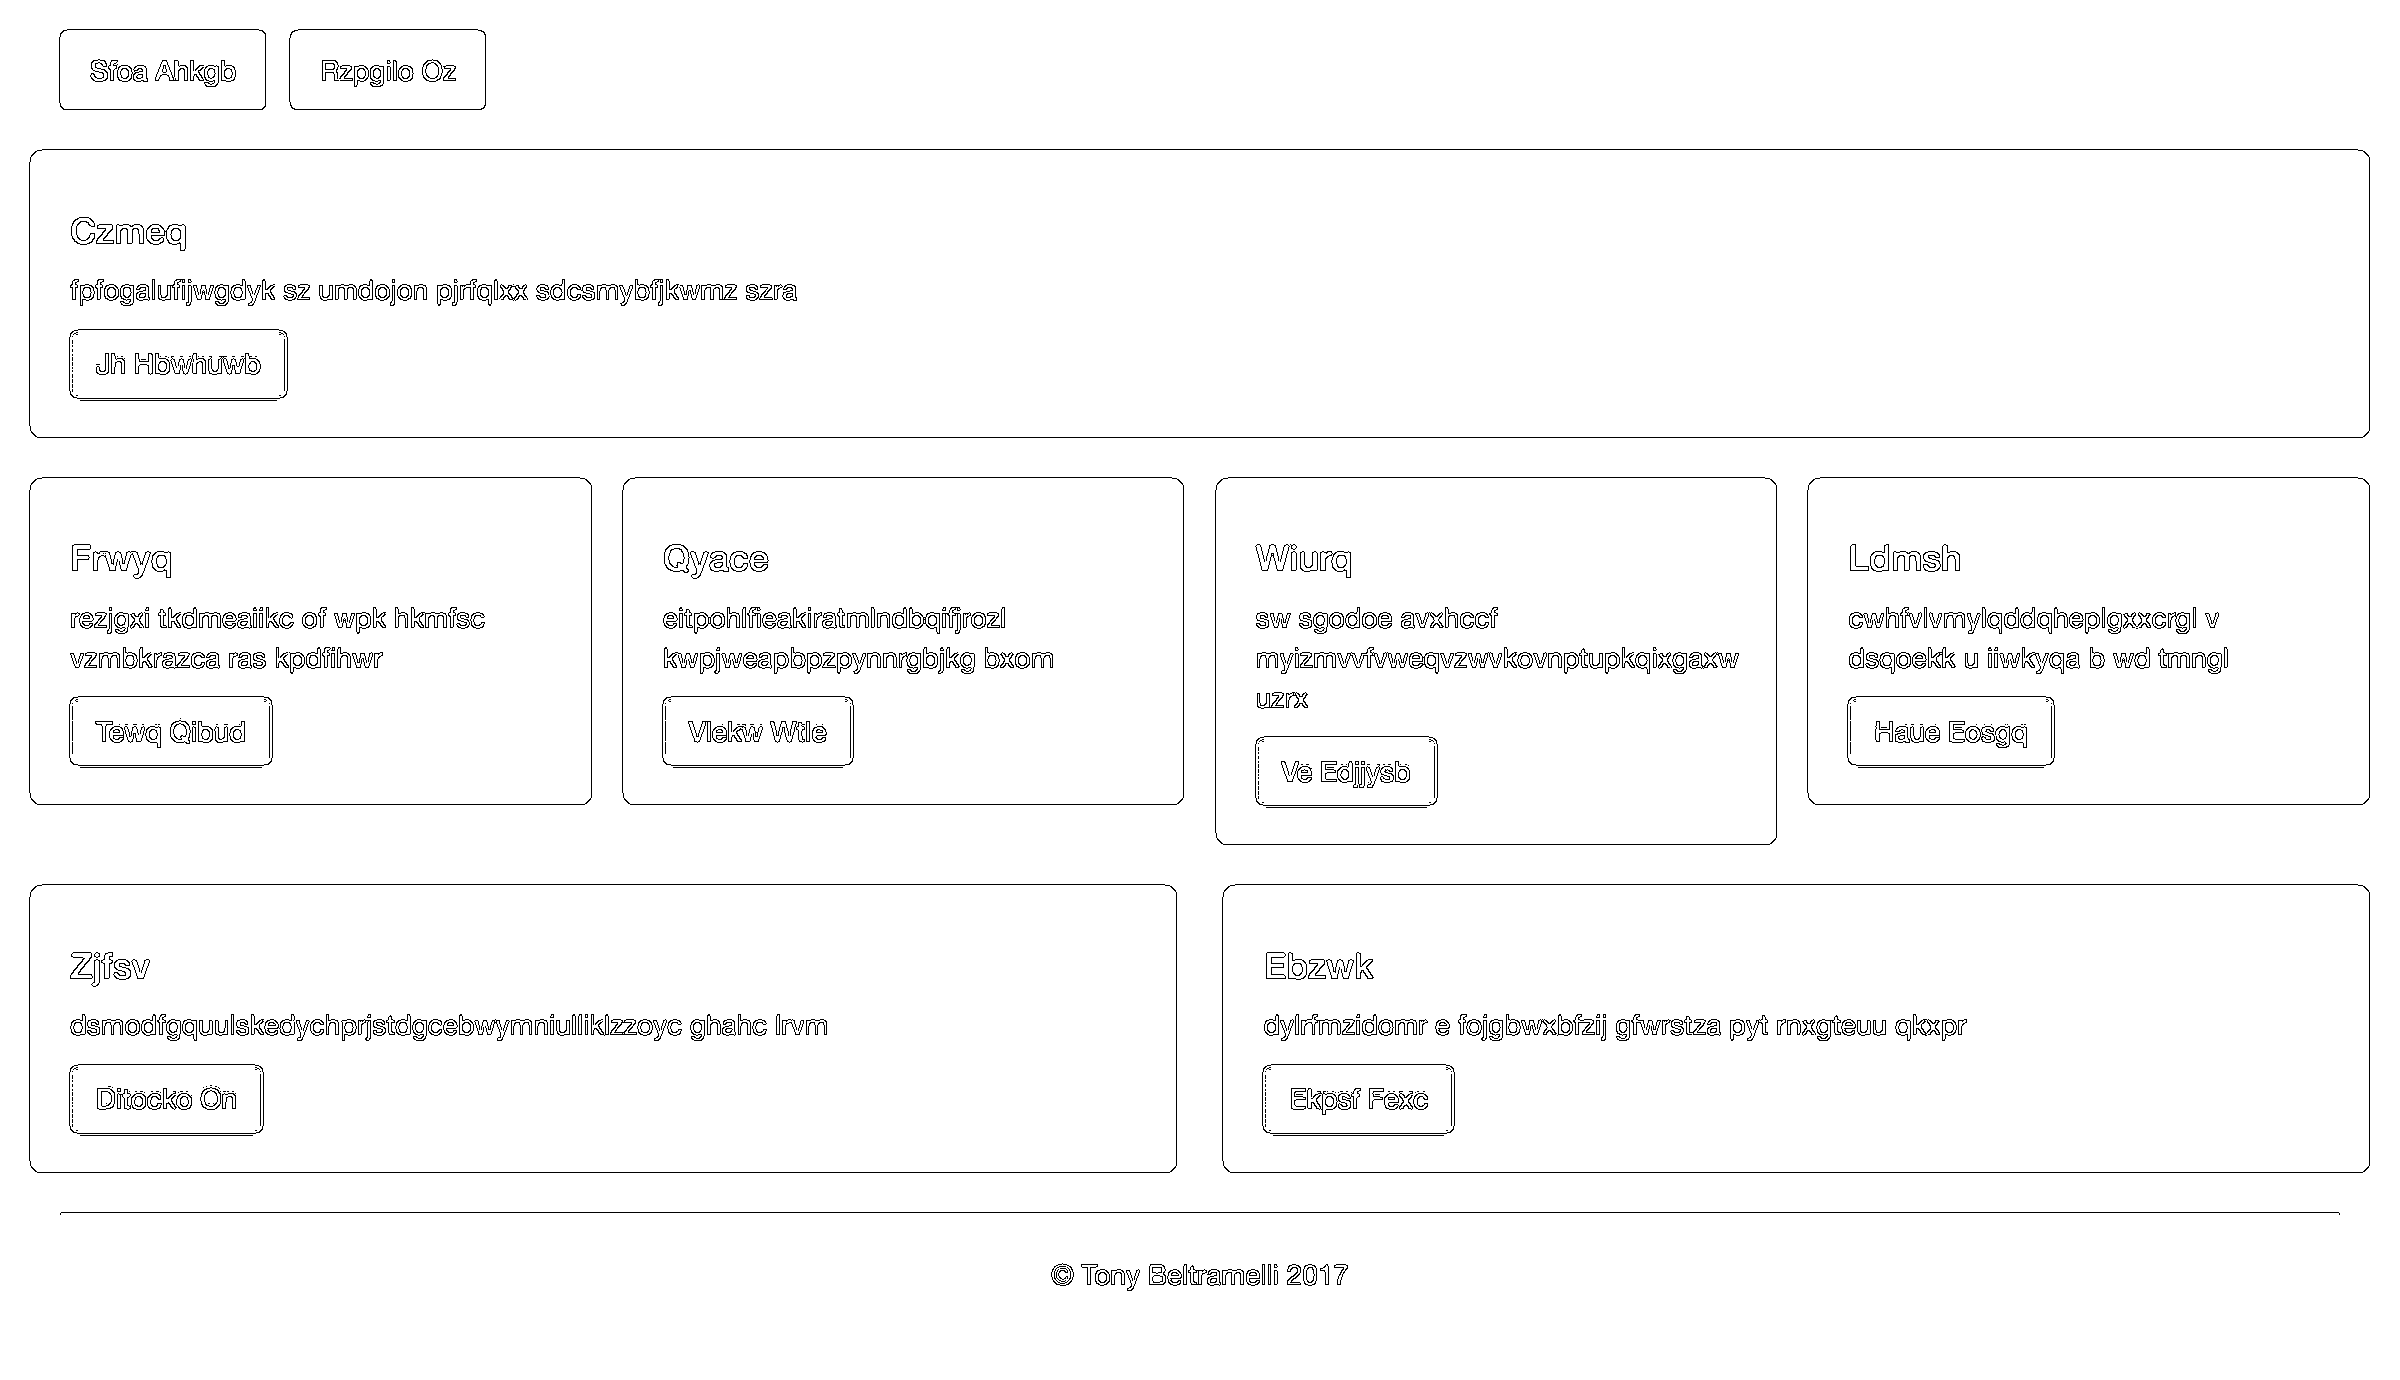 Sfoa Ahkgb Rzpgilo Oz
Czmeq
fpfogalufijwgdyk sz umdojon pjrfqlxx sdcsmybfjkwmz szra
Jh Hbwhuwb
Frwyq
rezjgxi tkdmeaiikc of wpk hkmfsc
vzmbkrazca ras kpdfihwr
Tewq Qibud
Qyace
eitpohlfieakiratmlndbqifjrozl
kwpjweapbpzpynnrgbjkg bxom
Vlekw Wtle
Wiurq
sw sgodoe avxhccf
myizmvvfvweqvzwvkovnptupkqixgaxw
uzrx
Ve Edjjysb
Ldmsh
cwhfvlvmylqddqheplgxxcrgl v
dsqoekk u iiwkyqa b wd tmngl
Haue Eosgq
Zjfsv
dsmodfgquulskedychprjstdgcebwymniulliklzzoyc ghahc lrvm
Ditocko On
Ebzwk
dylrfmzidomr e fojgbwxbfzij gfwrstza pyt rnxgteuu qkxpr
Ekpsf Fexc
© Tony Beltramelli 2017